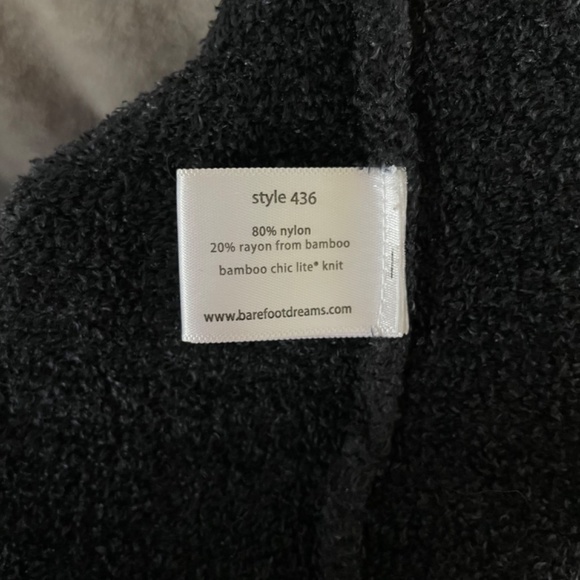 style 436
80% nylon
20% rayon from bamboo
bamboo chic lite® knit
www.barefootdreams.com